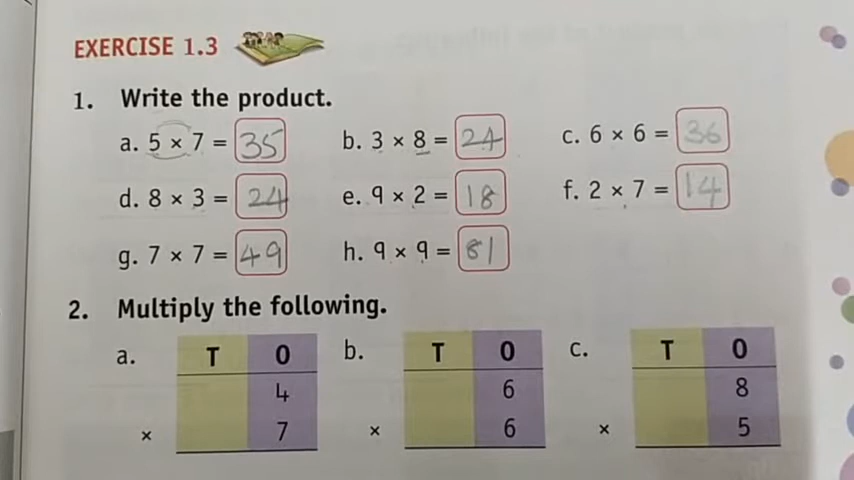 EXERCISE 1.3
1. Write the product.
a. 5 × 7 = 35 b. 3 × 8 = 24 c. 6 × 6 = 36
d. 8 × 3 = 24 e. 9 × 2 = 18 f. 2 × 7 = 14
g. 7 × 7 = 49 h. 9 × 9 = 81
2. Multiply the following.
a. T O b. T O c. T O
4 6 8
× 7 × 6 × 5